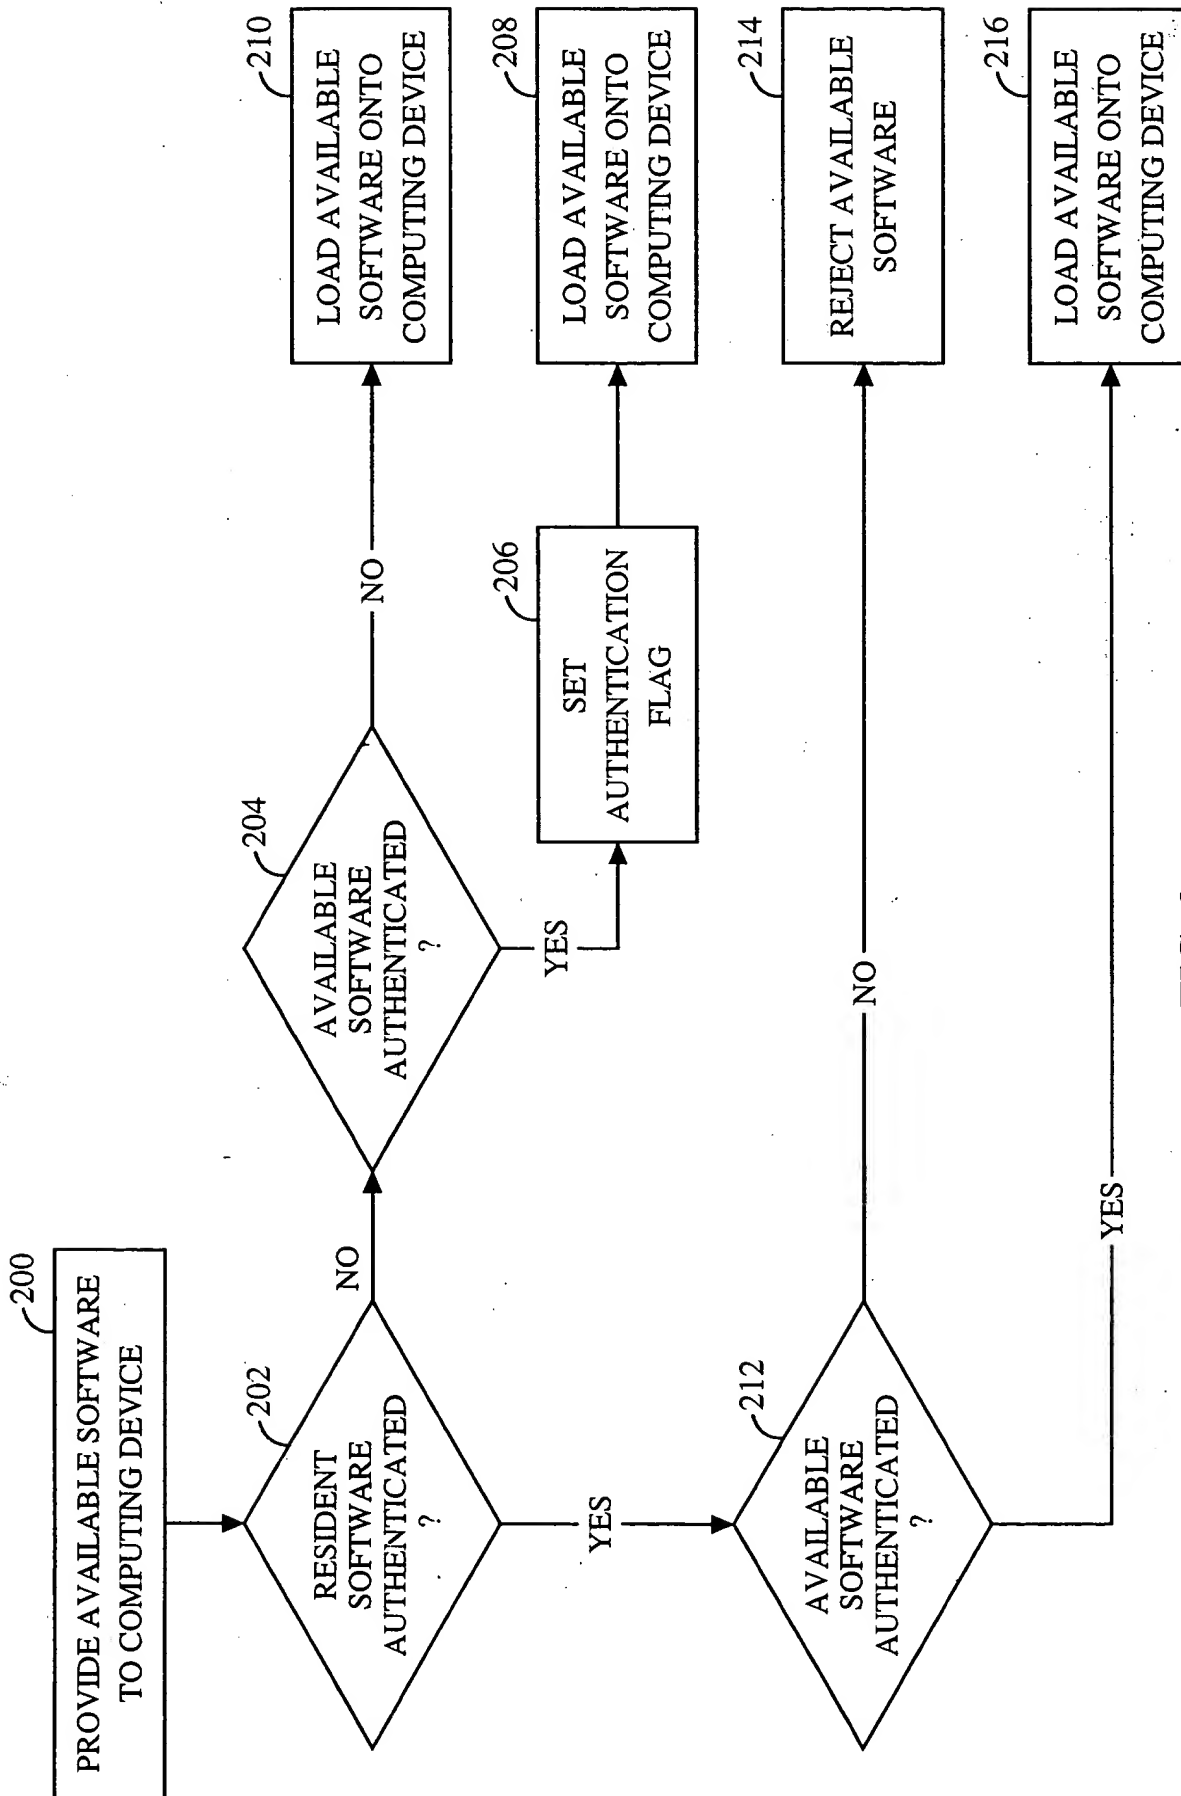 200
PROVIDE AVAILABLE SOFTWARE
TO COMPUTING DEVICE
202
RESIDENT
SOFTWARE
AUTHENTICATED
?
NO
204
AVAILABLE
SOFTWARE
AUTHENTICATED
?
NO
210
LOAD AVAILABLE
SOFTWARE ONTO
COMPUTING DEVICE
YES
206
SET
AUTHENTICATION
FLAG
208
LOAD AVAILABLE
SOFTWARE ONTO
COMPUTING DEVICE
YES
212
AVAILABLE
SOFTWARE
AUTHENTICATED
?
NO
214
REJECT AVAILABLE
SOFTWARE
YES
216
LOAD AVAILABLE
SOFTWARE ONTO
COMPUTING DEVICE